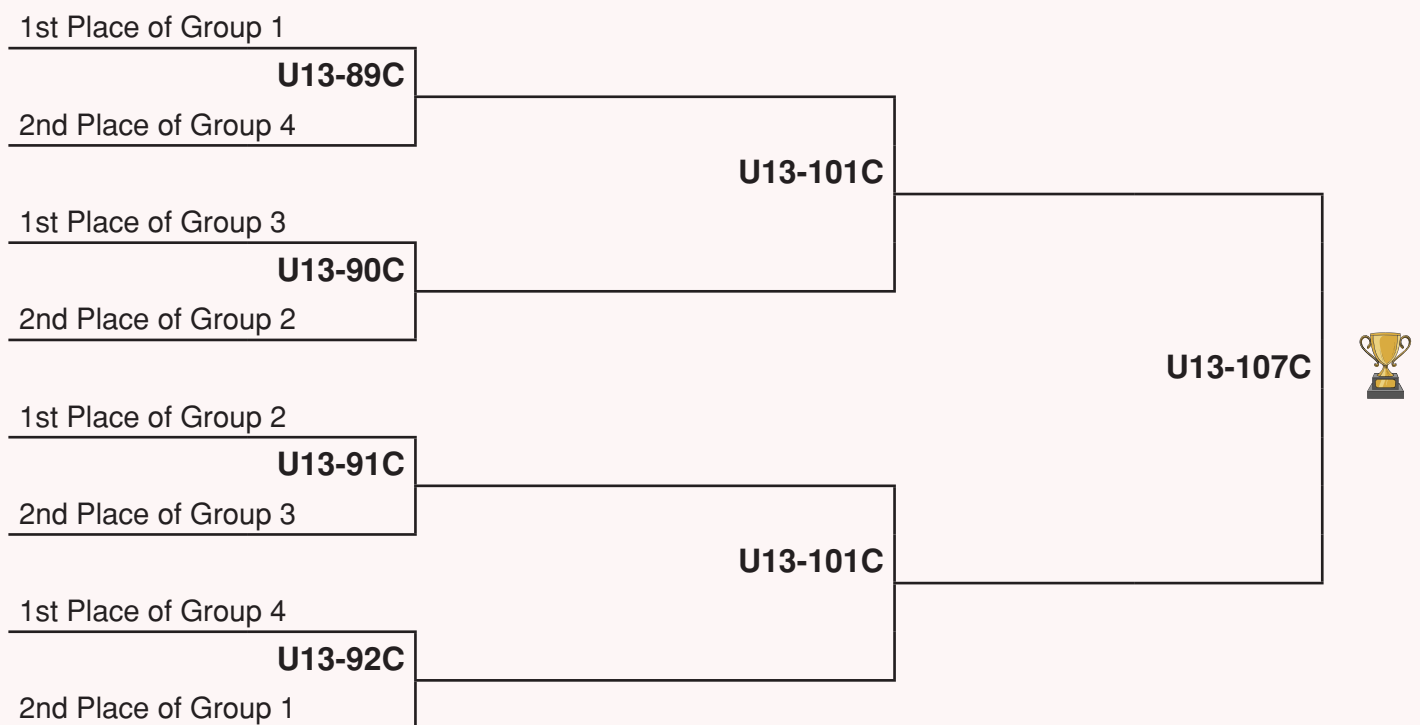 1st Place of Group 1
U13-89C
2nd Place of Group 4
U13-101C
1st Place of Group 3
U13-90C
2nd Place of Group 2
U13-107C
1st Place of Group 2
U13-91C
2nd Place of Group 3
U13-101C
1st Place of Group 4
U13-92C
2nd Place of Group 1